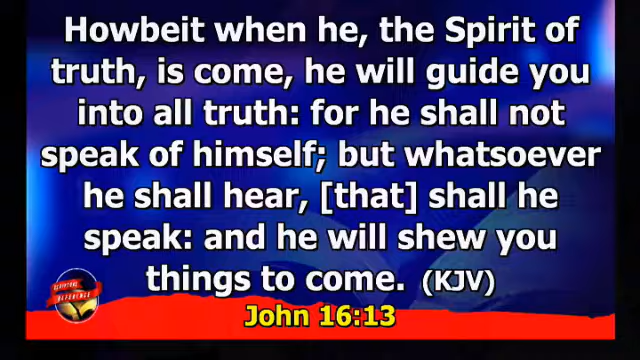 Howbeit when he, the Spirit of
truth, is come, he will guide you
into all truth: for he shall not
speak of himself; but whatsoever
he shall hear, [that] shall he
speak: and he will shew you
things to come. (KJV)
SCRIPTURAL
REFERENCE
John 16:13